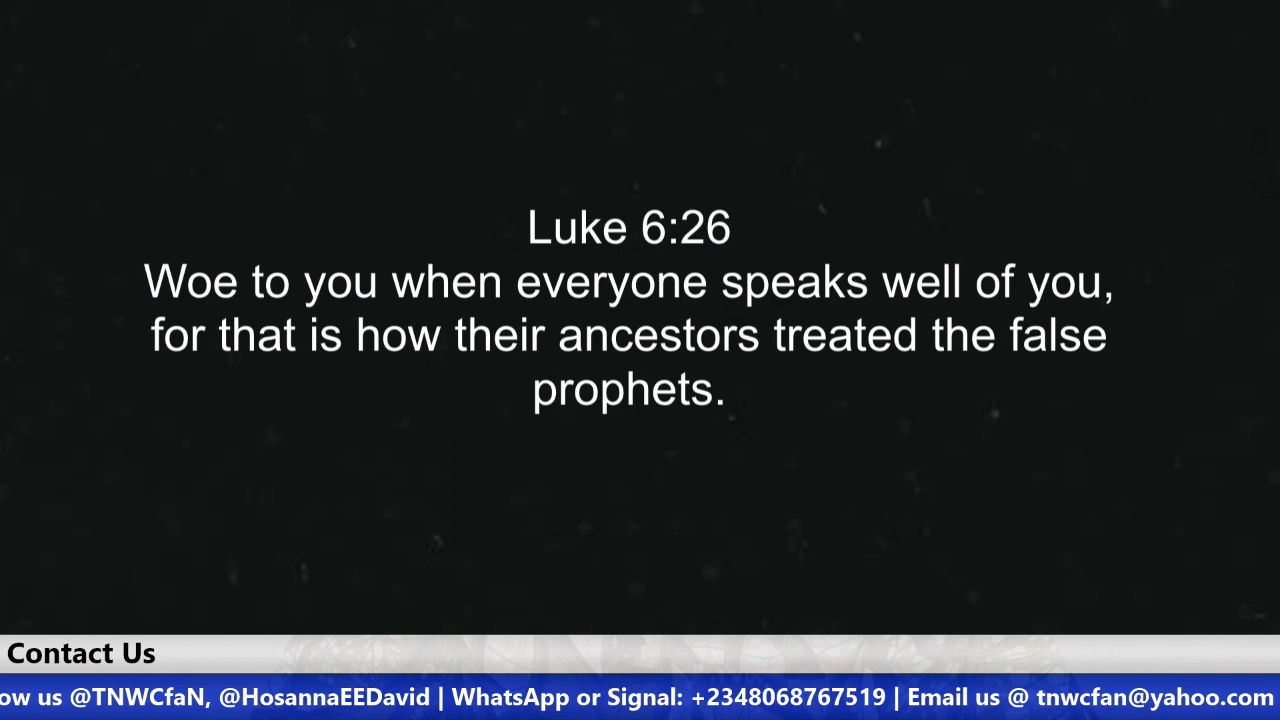 Luke 6:26
Woe to you when everyone speaks well of you,
for that is how their ancestors treated the false
prophets.
Contact Us
ow us @TNWCfaN, @HosannaEEDavid | WhatsApp or Signal: +2348068767519 | Email us @ tnwcfan@yahoo.com